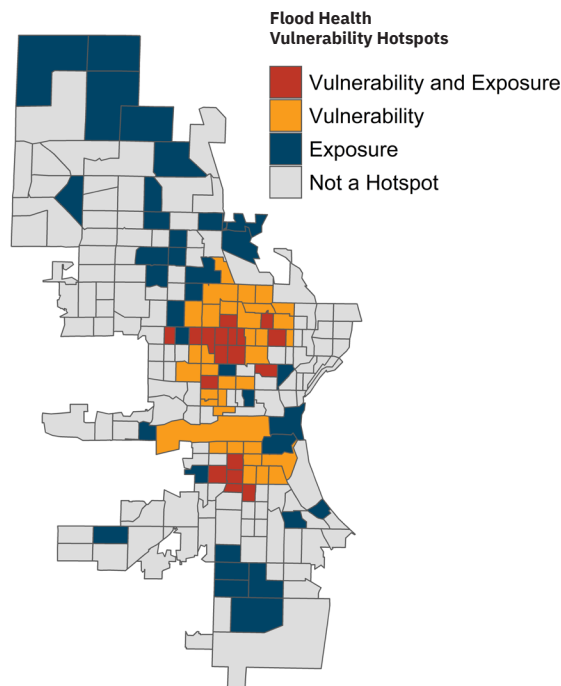 Flood Health
Vulnerability Hotspots
Vulnerability and Exposure
Vulnerability
Exposure
Not a Hotspot